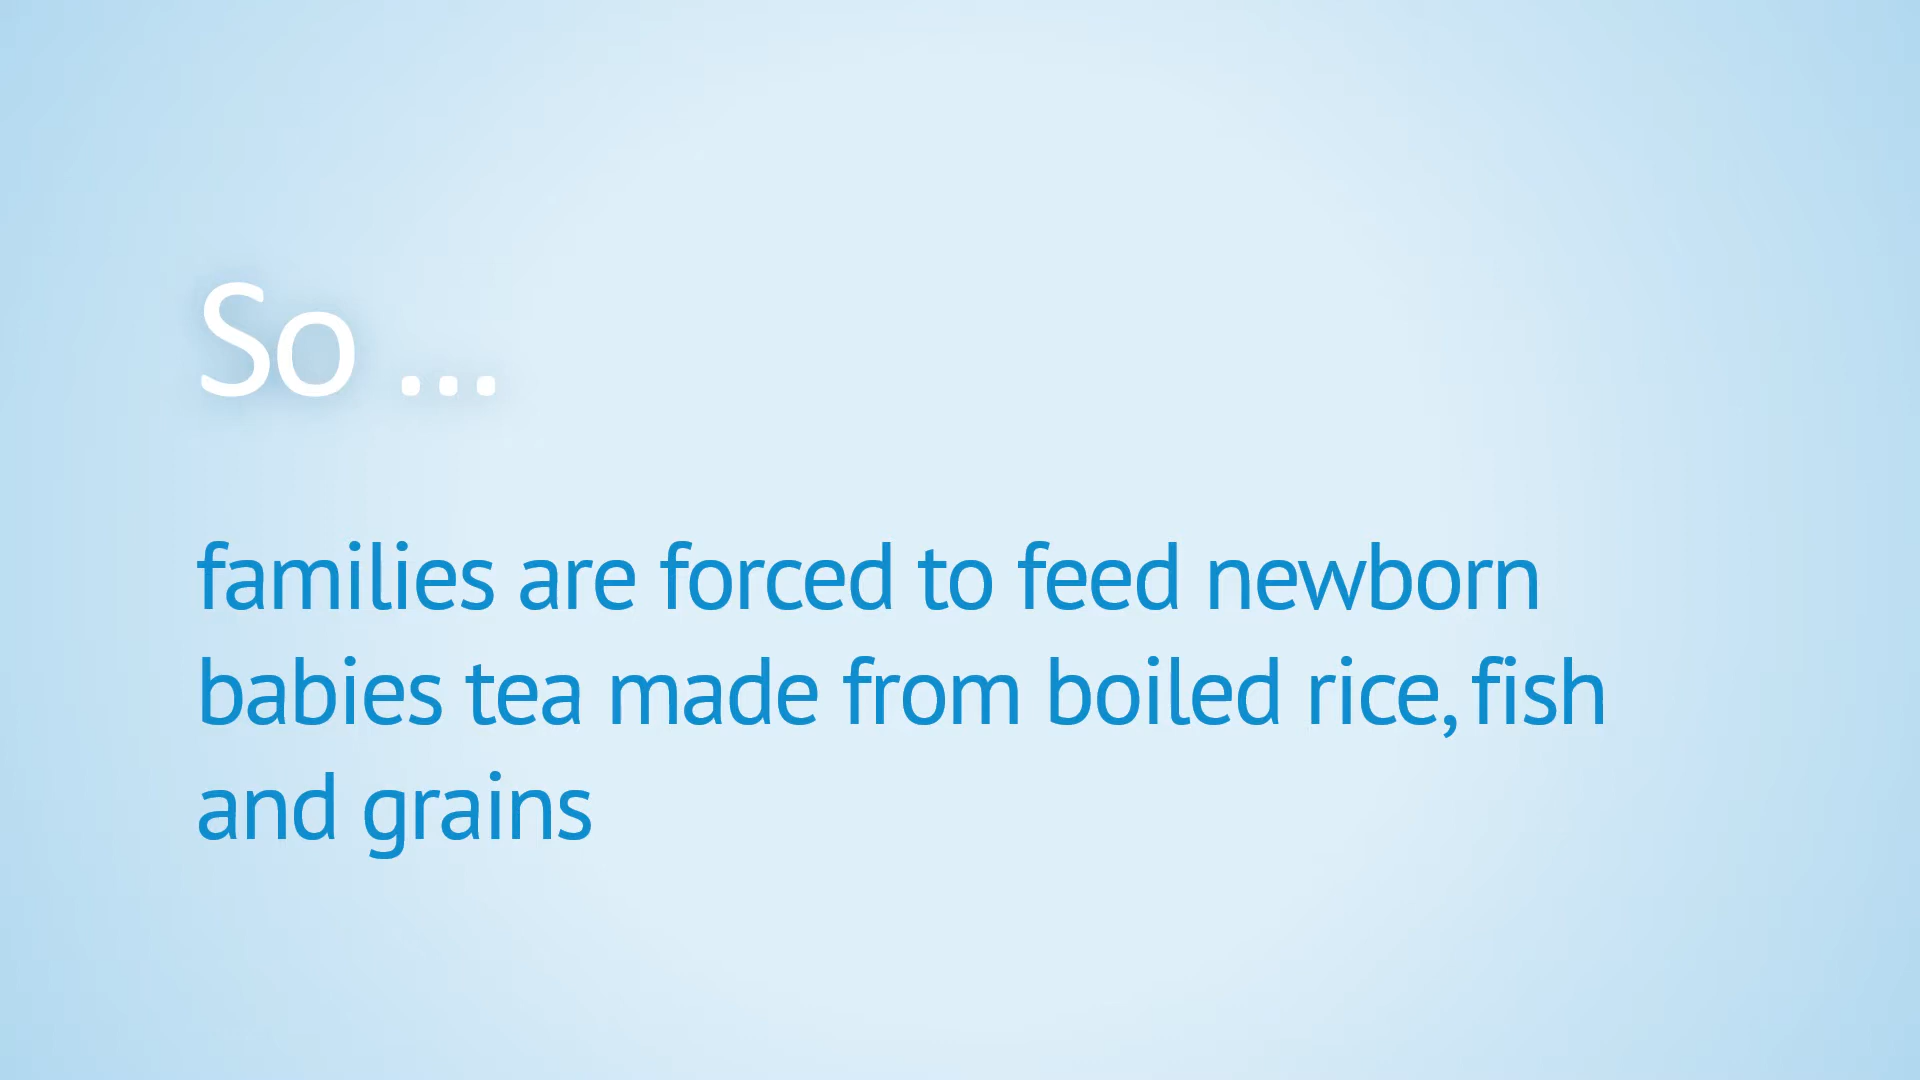 So ...
families are forced to feed newborn
babies tea made from boiled rice, fish
and grains